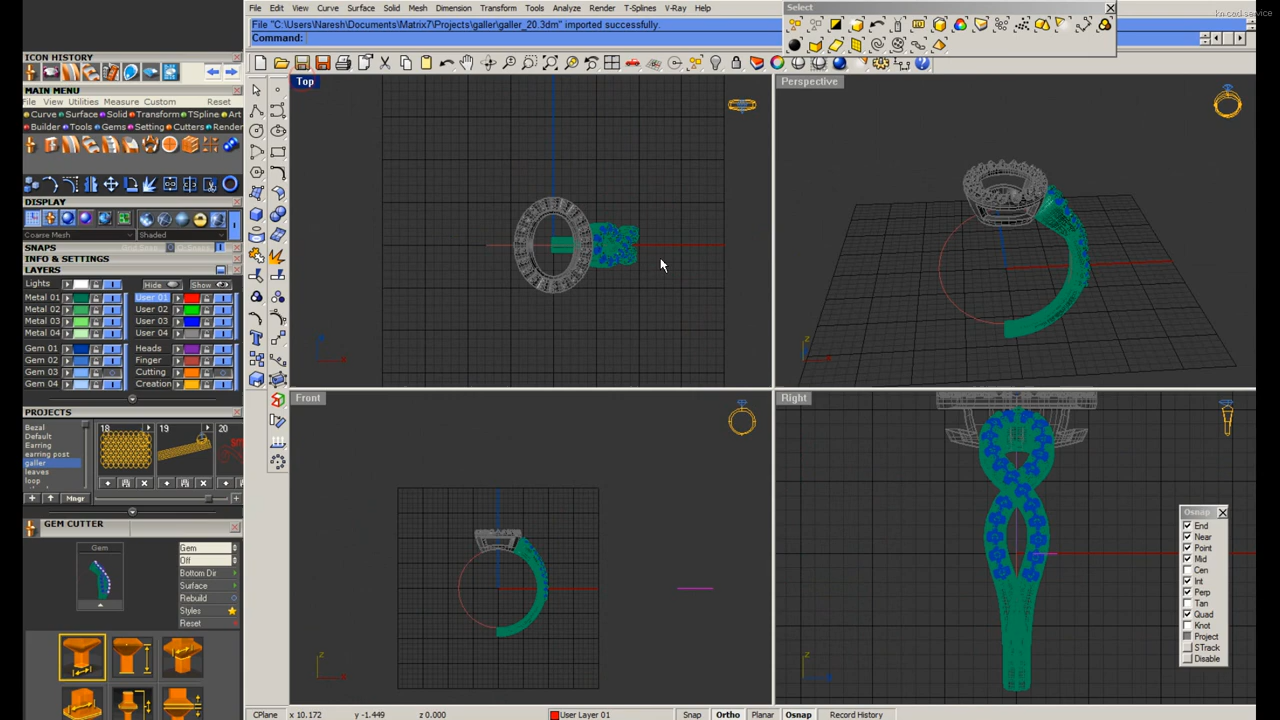 File Edit View Curve Surface Solid Mesh Dimension Transform Tools Analyze Render T-Splines V-Ray Help
Select
kn cad service
File "C:\Users\Naresh\Documents\Matrix7\Projects\galler\galler_20.3dm" imported successfully.
Command:
ICON HISTORY
MAIN MENU
File View Utilities Measure Custom Reset
Curve Surface Solid Transform TSpline Art
Builder Tools Gems Setting Cutters Render
DISPLAY
Coarse Mesh Shaded
SNAPS
INFO & SETTINGS
LAYERS
Lights Hide Show
Metal 01 User 01
Metal 02 User 02
Metal 03 User 03
Metal 04 User 04
Gem 01 Heads
Gem 02 Finger
Gem 03 Cutting
Gem 04 Creation
PROJECTS
Bezal
Default
Earring
earring post
galler
leaves
loop
18 19 20
Mngr
GEM CUTTER
Gem
Gem
Off
Bottom Dir
Surface
Rebuild
Styles
Reset
Top
Perspective
Front
Right
Osnap
End
Near
Point
Mid
Cen
Int
Perp
Tan
Quad
Knot
Project
STrack
Disable
CPlane x 10.172 y -1.449 z 0.000 User Layer 01 Snap Ortho Planar Osnap Record History